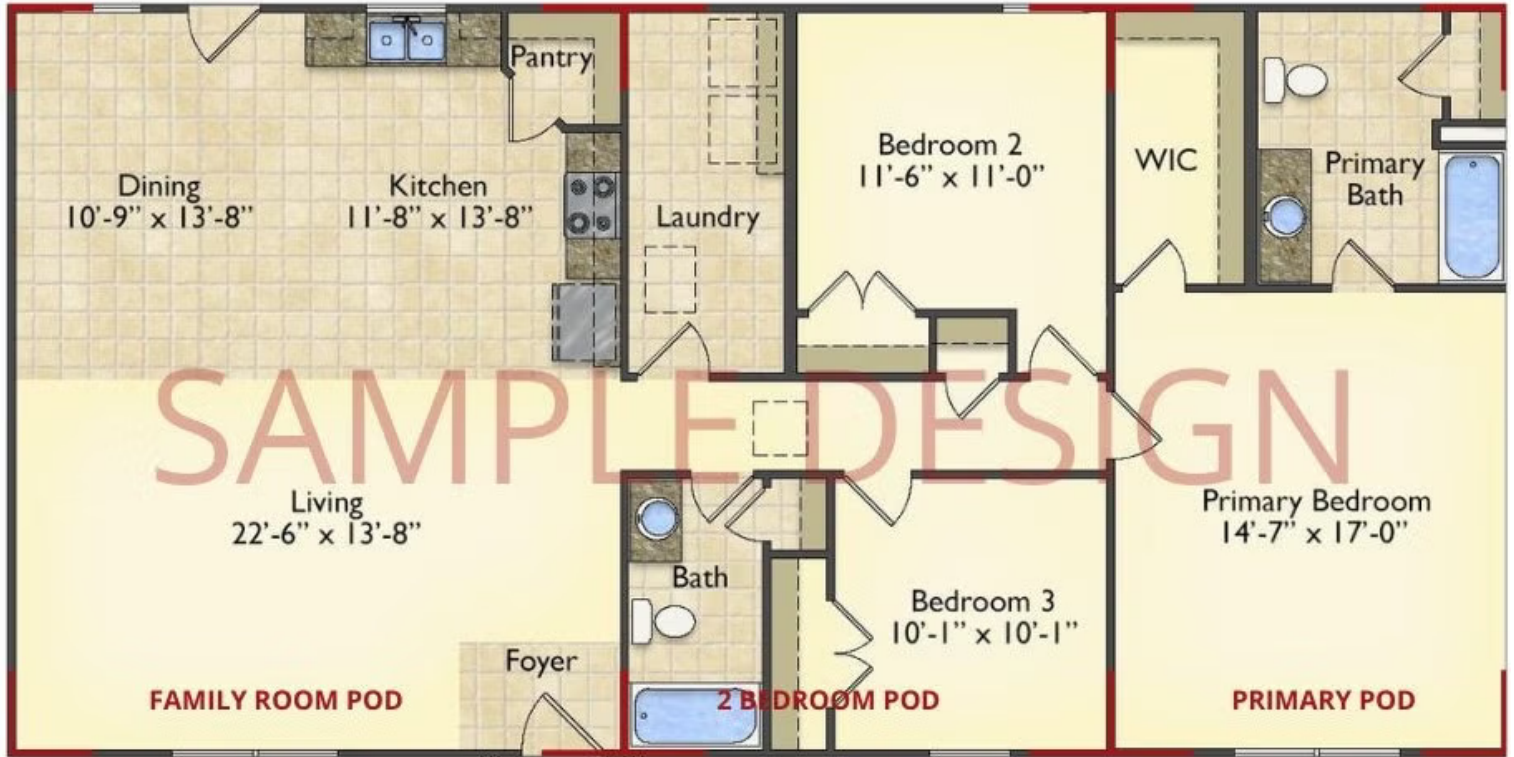 Pantry
Dining
10'-9” x 13'-8”
Kitchen
11'-8” x 13'-8”
Laundry
Bedroom 2
11'-6” x 11'-0”
WIC
Primary
Bath
SAMPLE DESIGN
Living
22'-6” x 13'-8”
Foyer
Bath
Bedroom 3
10'-1” x 10'-1”
Primary Bedroom
14'-7” x 17'-0”
FAMILY ROOM POD
2 BEDROOM POD
PRIMARY POD